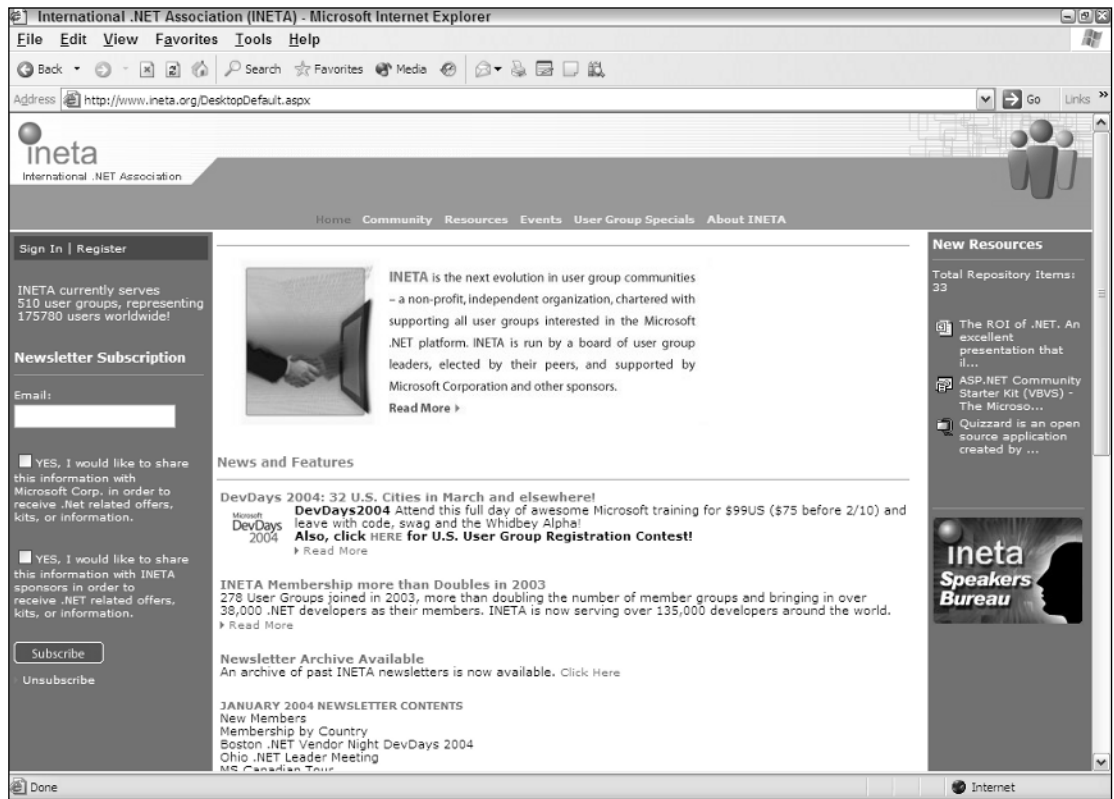 International .NET Association (INETA) - Microsoft Internet Explorer
File Edit View Favorites Tools Help
Back Search Favorites Media
Address http://www.ineta.org/DesktopDefault.aspx Go Links »
ineta
International .NET Association
Home Community Resources Events User Group Specials About INETA
Sign In | Register
INETA currently serves
510 user groups, representing
175780 users worldwide!
Newsletter Subscription
Email:
YES, I would like to share
this information with
Microsoft Corp. in order to
receive .Net related offers,
kits, or information.
YES, I would like to share
this information with INETA
sponsors in order to
receive .NET related offers,
kits, or information.
Subscribe
Unsubscribe
INETA is the next evolution in user group communities
– a non-profit, independent organization, chartered with
supporting all user groups interested in the Microsoft
.NET platform. INETA is run by a board of user group
leaders, elected by their peers, and supported by
Microsoft Corporation and other sponsors.
Read More
News and Features
DevDays 2004: 32 U.S. Cities in March and elsewhere!
Microsoft
DevDays
2004
DevDays2004 Attend this full day of awesome Microsoft training for $99US ($75 before 2/10) and
leave with code, swag and the Whidbey Alpha!
Also, click HERE for U.S. User Group Registration Contest!
Read More
INETA Membership more than Doubles in 2003
278 User Groups joined in 2003, more than doubling the number of member groups and bringing in over
38,000 .NET developers as their members. INETA is now serving over 135,000 developers around the world.
Read More
Newsletter Archive Available
An archive of past INETA newsletters is now available. Click Here
JANUARY 2004 NEWSLETTER CONTENTS
New Members
Membership by Country
Boston .NET Vendor Night DevDays 2004
Ohio .NET Leader Meeting
MS Canadian Tour
New Resources
Total Repository Items:
33
The ROI of .NET. An
excellent
presentation that
il...
ASP.NET Community
Starter Kit (VBVS) -
The Microso...
Quizzard is an open
source application
created by ...
ineta
Speakers
Bureau
Done Internet